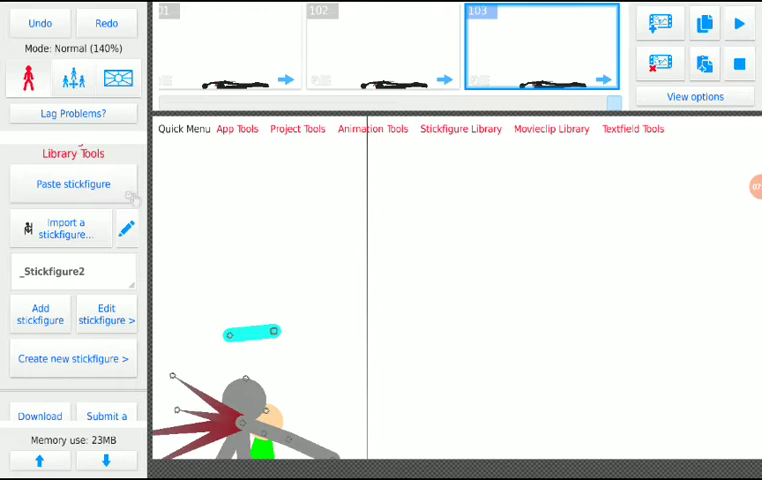 Undo
Redo
Mode: Normal (140%)
Lag Problems?
102
103
View options
Quick Menu App Tools Project Tools Animation Tools Stickfigure Library Movieclip Library Textfield Tools
Library Tools
Paste stickfigure
Import a
stickfigure...
_Stickfigure2
Add
stickfigure
Edit
stickfigure >
Create new stickfigure >
Download
Submit a
Memory use: 23MB